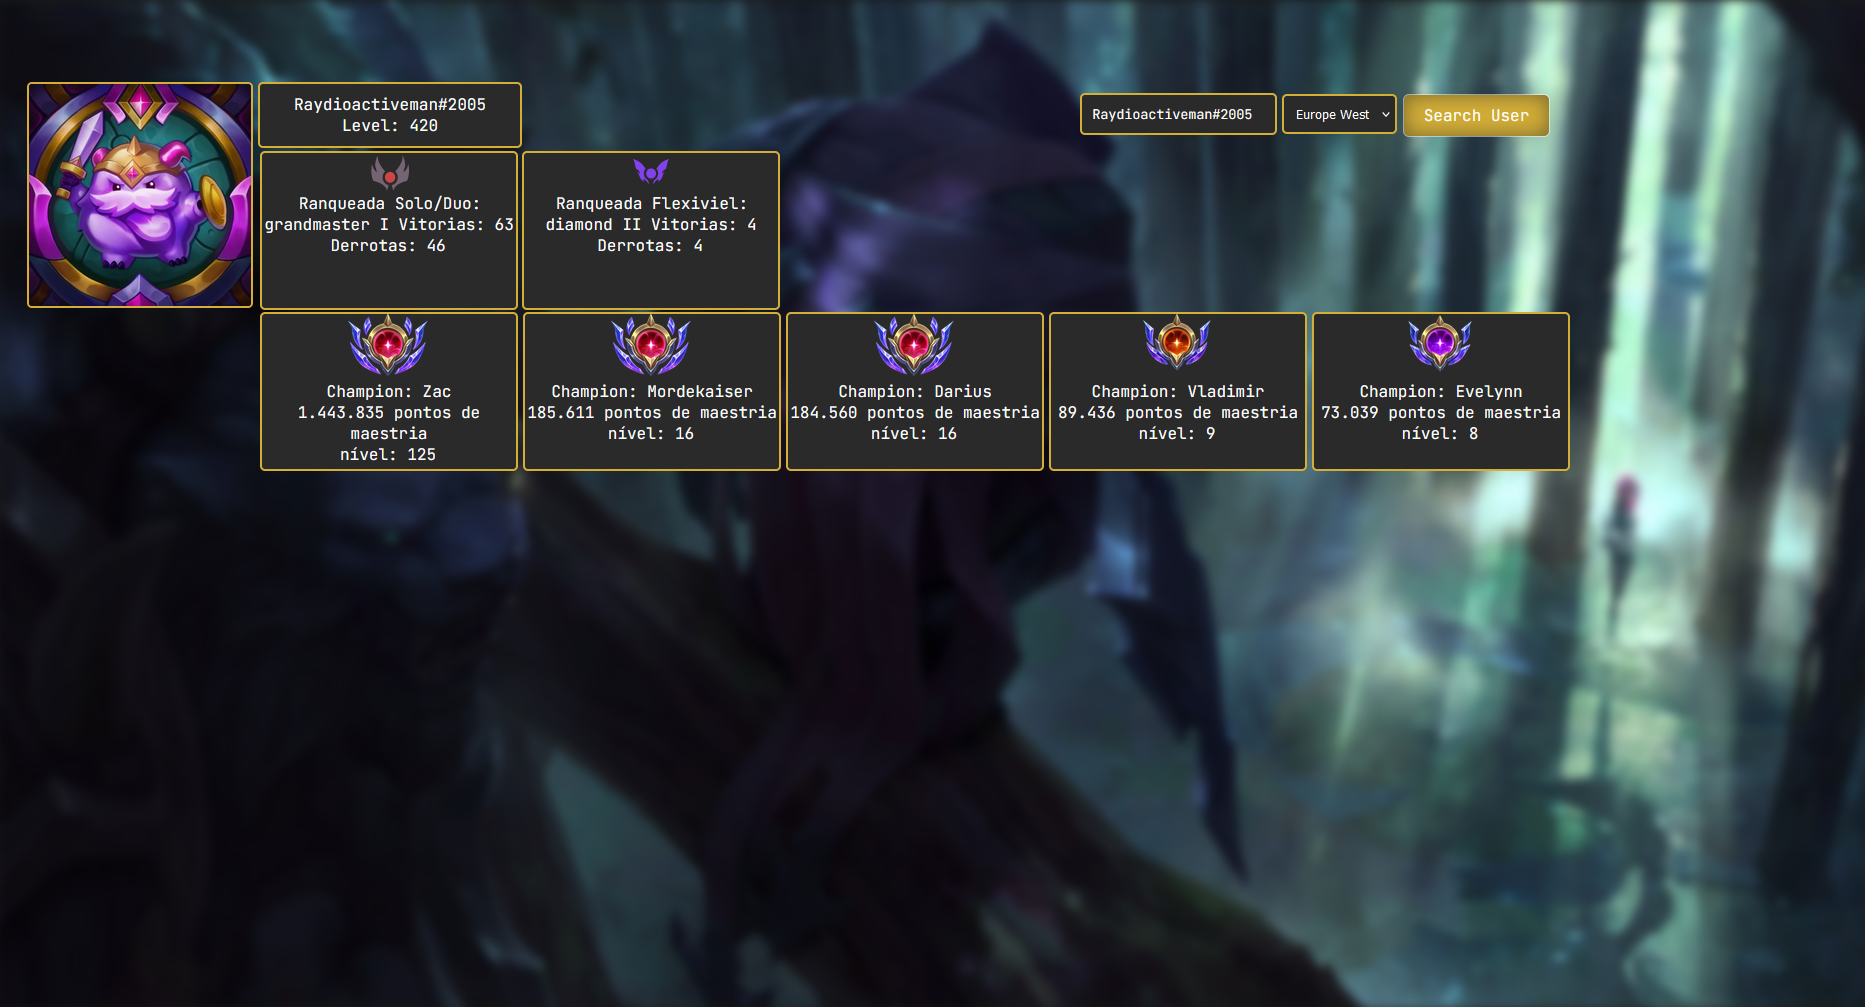 Raydioactiveman#2005
Level: 420
Raydioactiveman#2005
Europe West
Search User
Ranqueada Solo/Duo:
grandmaster I Vitorias: 63
Derrotas: 46
Ranqueada Flexiviel:
diamond II Vitorias: 4
Derrotas: 4
Champion: Zac
1.443.835 pontos de
maestria
nível: 125
Champion: Mordekaiser
185.611 pontos de maestria
nível: 16
Champion: Darius
184.560 pontos de maestria
nível: 16
Champion: Vladimir
89.436 pontos de maestria
nível: 9
Champion: Evelynn
73.039 pontos de maestria
nível: 8